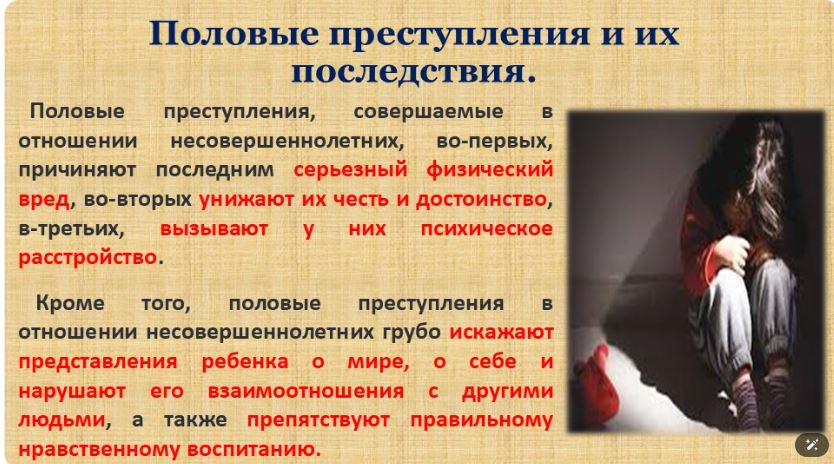 Половые преступления и их
последствия.
Половые преступления, совершаемые в
отношении несовершеннолетних, во-первых,
причиняют последним серьезный физический
вред, во-вторых унижают их честь и достоинство,
в-третьих, вызывают у них психическое
расстройство.
Кроме того, половые преступления в
отношении несовершеннолетних грубо искажают
представления ребенка о мире, о себе и
нарушают его взаимоотношения с другими
людьми, а также препятствуют правильному
нравственному воспитанию.